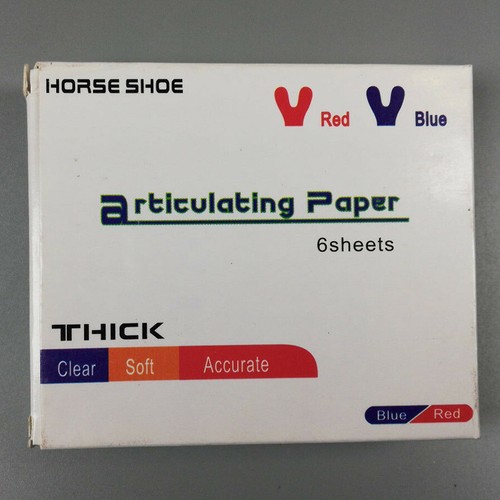 HORSE SHOE
Red Blue
articulating Paper
6sheets
THICK
Clear Soft Accurate
Blue Red